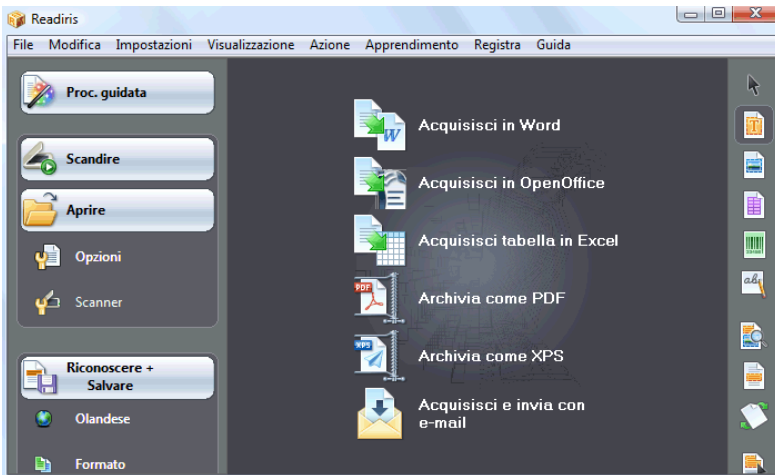 Readiris
File Modifica Impostazioni Visualizzazione Azione Apprendimento Registra Guida
Proc. guidata
Scandire
Aprire
Opzioni
Scanner
Riconoscere +
Salvare
Olandese
Formato
Acquisisci in Word
Acquisisci in OpenOffice
Acquisisci tabella in Excel
PDF
Archivia come PDF
XPS
Archivia come XPS
Acquisisci e invia con
e-mail